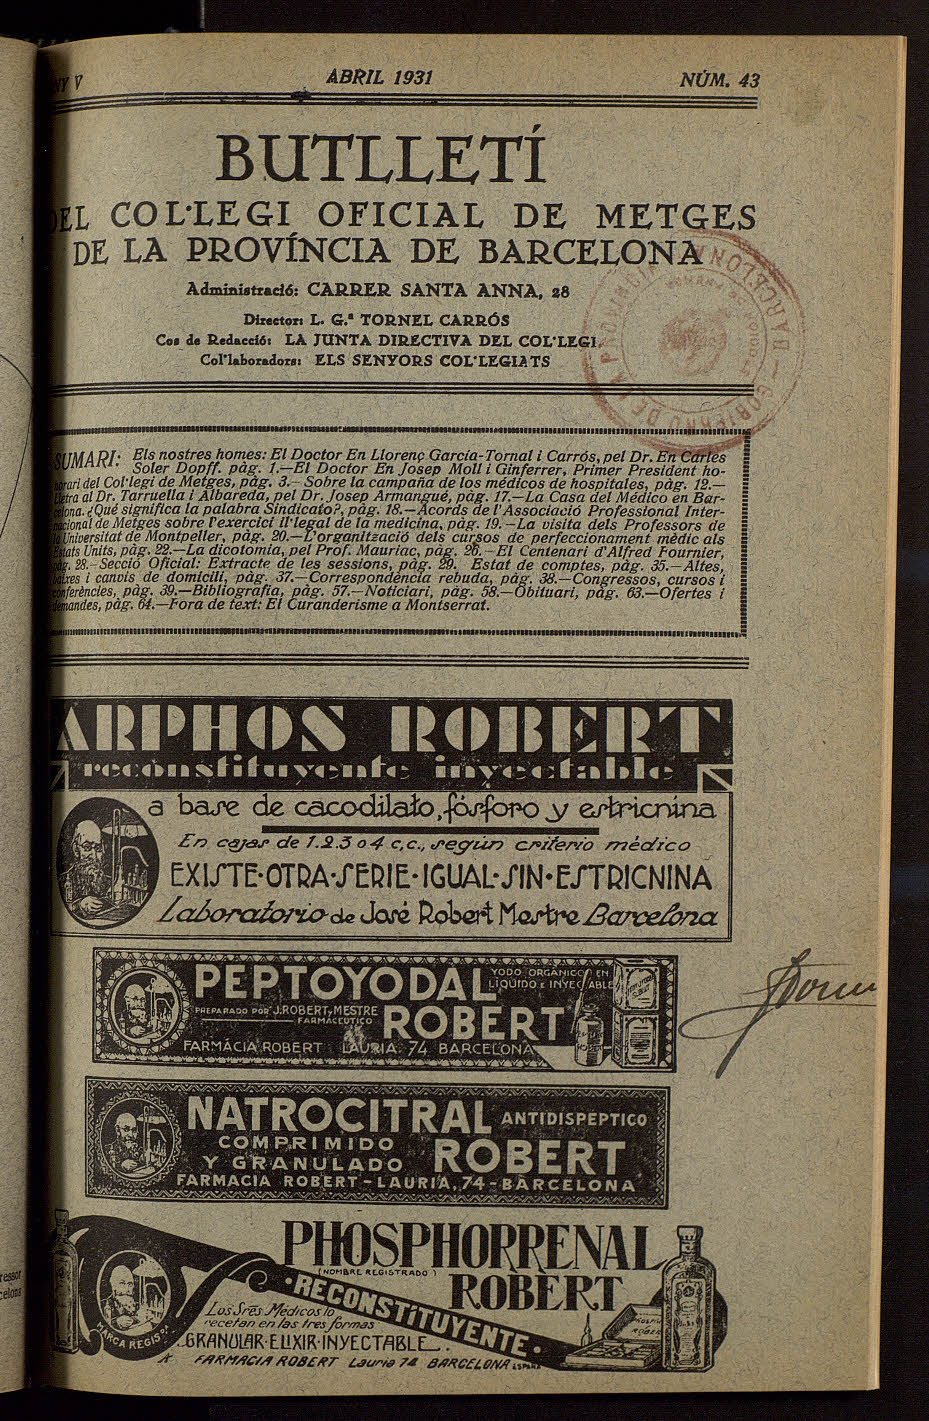 NY V
ABRIL 1931
NÚM. 43
BUTLLETÍ
DEL COL·LEGI OFICIAL DE METGES
DE LA PROVÍNCIA DE BARCELONA
Administració: CARRER SANTA ANNA, 28
Director: L. G.ª TORNEL CARRÓS
Cos de Redacció: LA JUNTA DIRECTIVA DEL COL·LEGI
Col'laboradors: ELS SENYORS COL·LEGIATS
GOBIERNO DE LA PROVINCIA — BARCELONA
SUMARI: Els nostres homes: El Doctor En Llorenç García-Tornal i Carrós, pel Dr. En Carles
Soler Dopff. pàg. 1.—El Doctor En Josep Moll i Ginferrer, Primer President ho-
norari del Col'legi de Metges, pàg. 3.—Sobre la campaña de los médicos de hospitales, pàg. 12.—
Lletra al Dr. Tarruella i Albareda, pel Dr. Josep Armangué, pàg. 17.—La Casa del Médico en Bar-
celona. ¿Qué significa la palabra Sindicato?, pàg. 18.—Acords de l'Associació Professional Inter-
nacional de Metges sobre l'exercici il'legal de la medicina, pàg. 19.—La visita dels Professors de
la Universitat de Montpeller, pàg. 20.—L'organització dels cursos de perfeccionament mèdic als
Estats Units, pàg. 22.—La dicotomia, pel Prof. Mauriac, pàg. 26.—El Centenari d'Alfred Fournier,
pàg. 28.—Secció Oficial: Extracte de les sessions, pàg. 29. Estat de comptes, pàg. 35.—Altes,
baixes i canvis de domicili, pàg. 37.—Correspondència rebuda, pàg. 38.—Congressos, cursos i
conferències, pàg. 39.—Bibliografia, pàg. 57.—Noticiari, pàg. 58.—Obituari, pàg. 63.—Ofertes i
demandes, pàg. 64.—Fora de text: El Curanderisme a Montserrat.
ARPHOS ROBERT
reconstituyente inyectable
a base de cacodilato, fósforo y estricnina
En cajas de 1.2.3 o 4 c.c., según criterio médico
EXISTE·OTRA·SERIE·IGUAL·SIN·ESTRICNINA
Laboratorio de José Robert Mestre Barcelona
PEPTOYODAL
YODO ORGANICO EN
LIQUIDO E INYECTABLE
PREPARADO POR J. ROBERT Y MESTRE
FARMACEUTICO
ROBERT
FARMACIA ROBERT LAURIA 74 BARCELONA
NATROCITRAL ANTIDISPEPTICO
COMPRIMIDO
Y GRANULADO
ROBERT
FARMACIA ROBERT-LAURIA, 74-BARCELONA
PHOSPHORRENAL
(NOMBRE REGISTRADO)
ROBERT
·RECONSTITUYENTE·
Los Sres Médicos lo
recetan en las tres formas
GRANULAR·ELIXIR·INYECTABLE
MARCA REGIS
FARMACIA ROBERT Lauria 74 BARCELONA ESPAÑA
ressor
celona